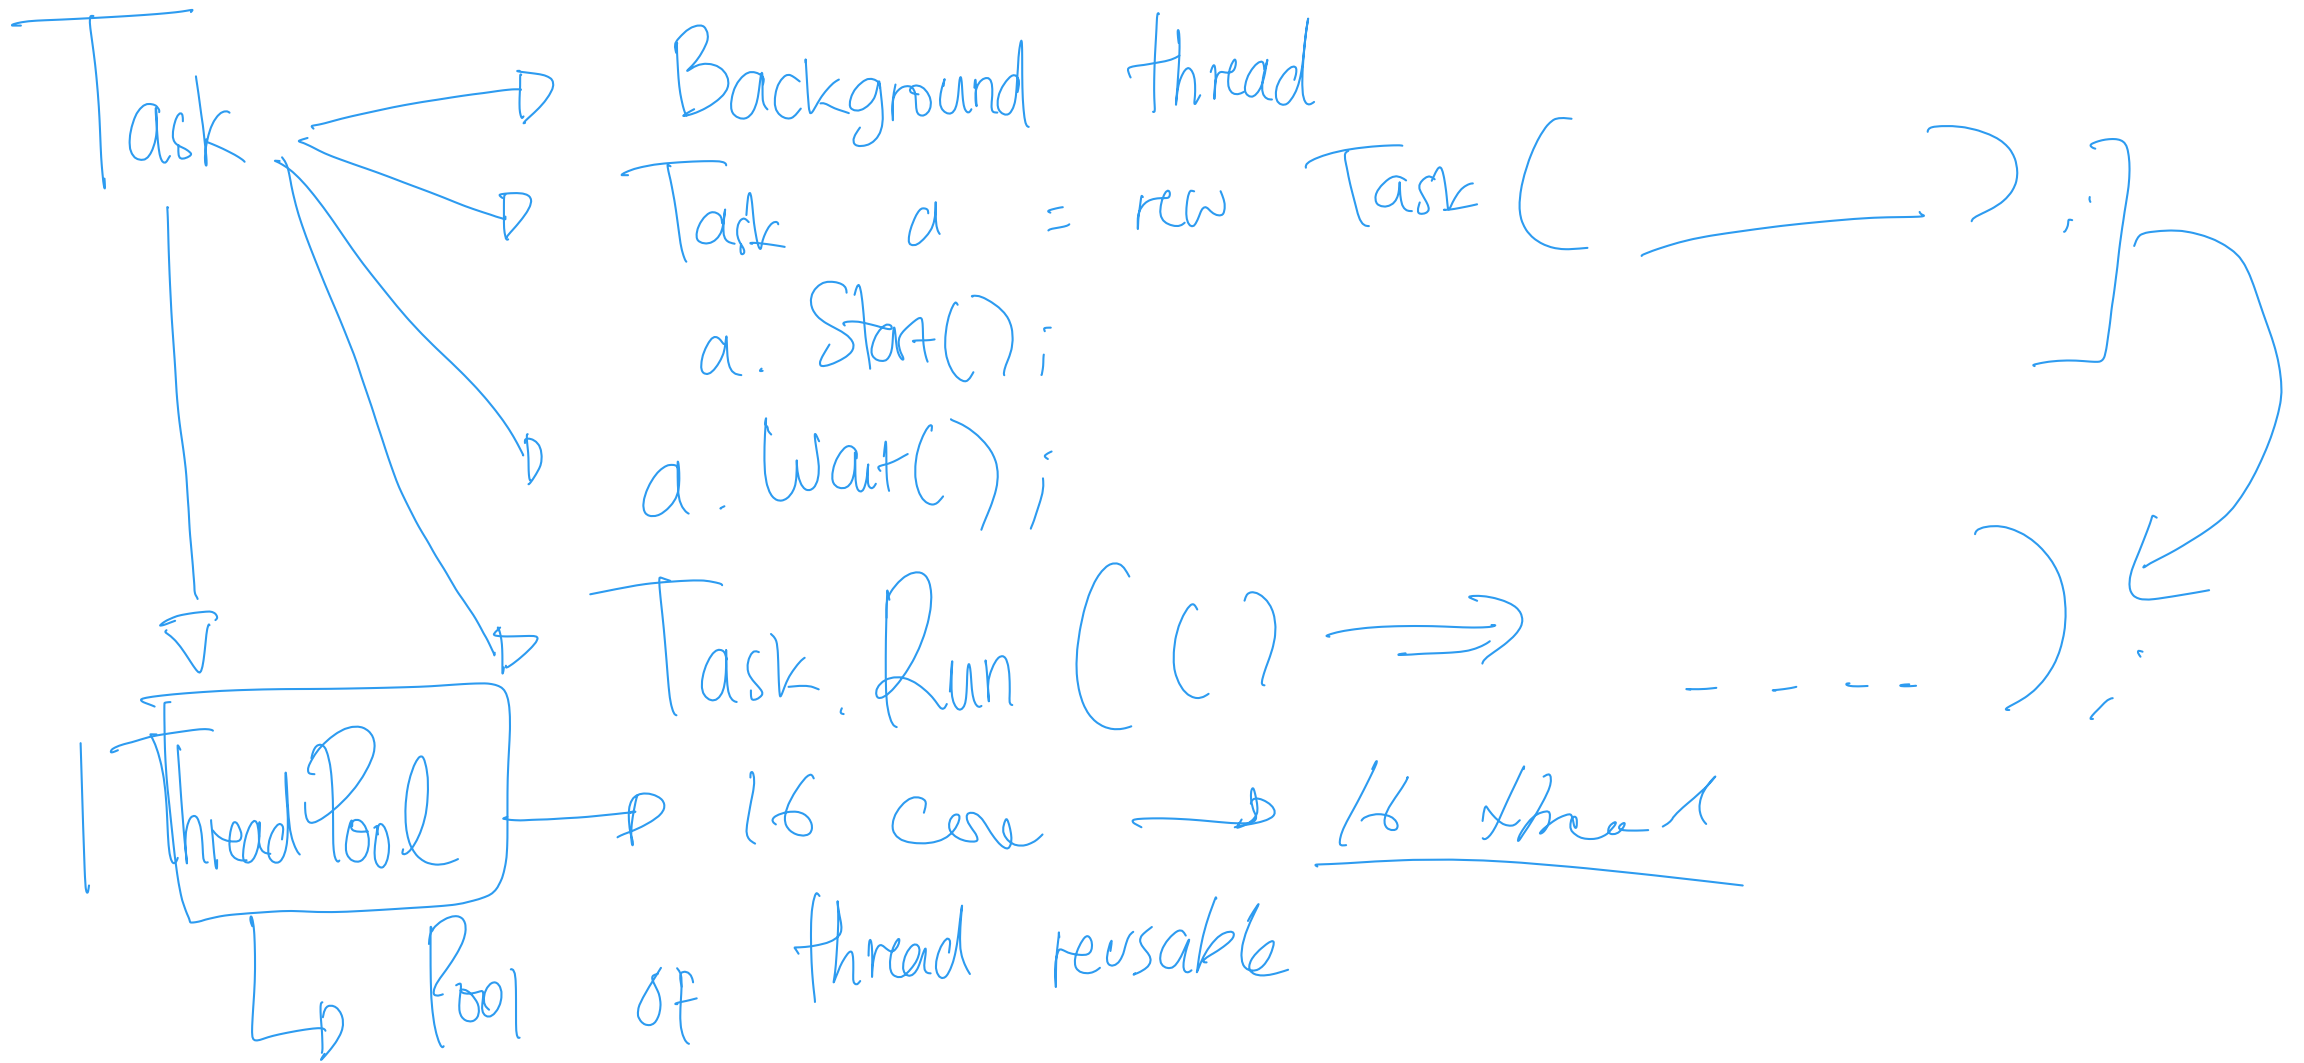 Task
Background thread
Task a = new Task( );
a. Start();
a. Wait();
Task.Run(() => ---- );
ThreadPool
16 core 16 thread
Pool of thread reusable